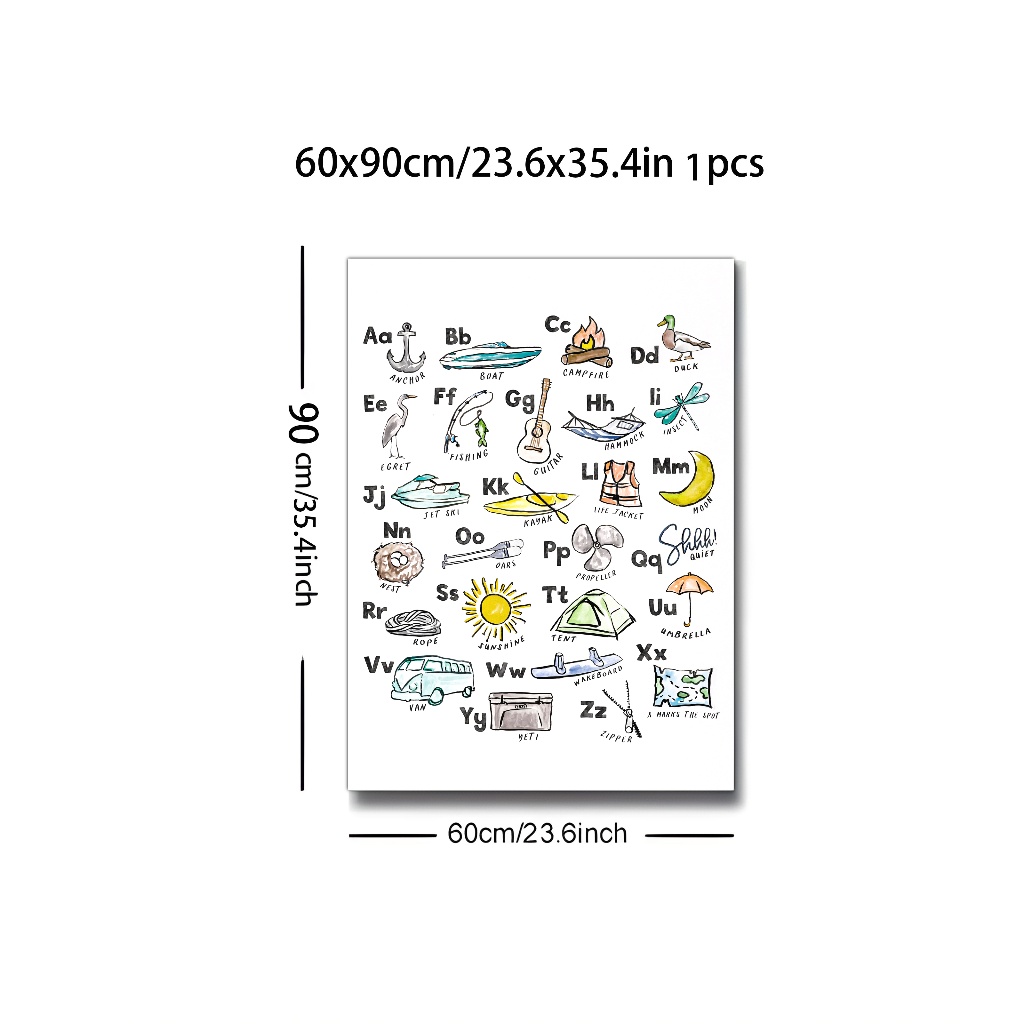 60x90cm/23.6x35.4in 1pcs
90 cm/35.4inch
Aa
ANCHOR
Bb
BOAT
Cc
CAMPFIRE
Dd
DUCK
Ee
EGRET
Ff
FISHING
Gg
GUITAR
Hh
HAMMOCK
Ii
INSECT
Jj
JET SKI
Kk
KAYAK
Ll
LIFE JACKET
Mm
MOON
Nn
NEST
Oo
OARS
Pp
PROPELLER
Qq
Shhh!
QUIET
Rr
ROPE
Ss
SUNSHINE
Tt
TENT
Uu
UMBRELLA
Vv
VAN
Ww
WAKEBOARD
Xx
X MARKS THE SPOT
Yy
YETI
Zz
ZIPPER
60cm/23.6inch